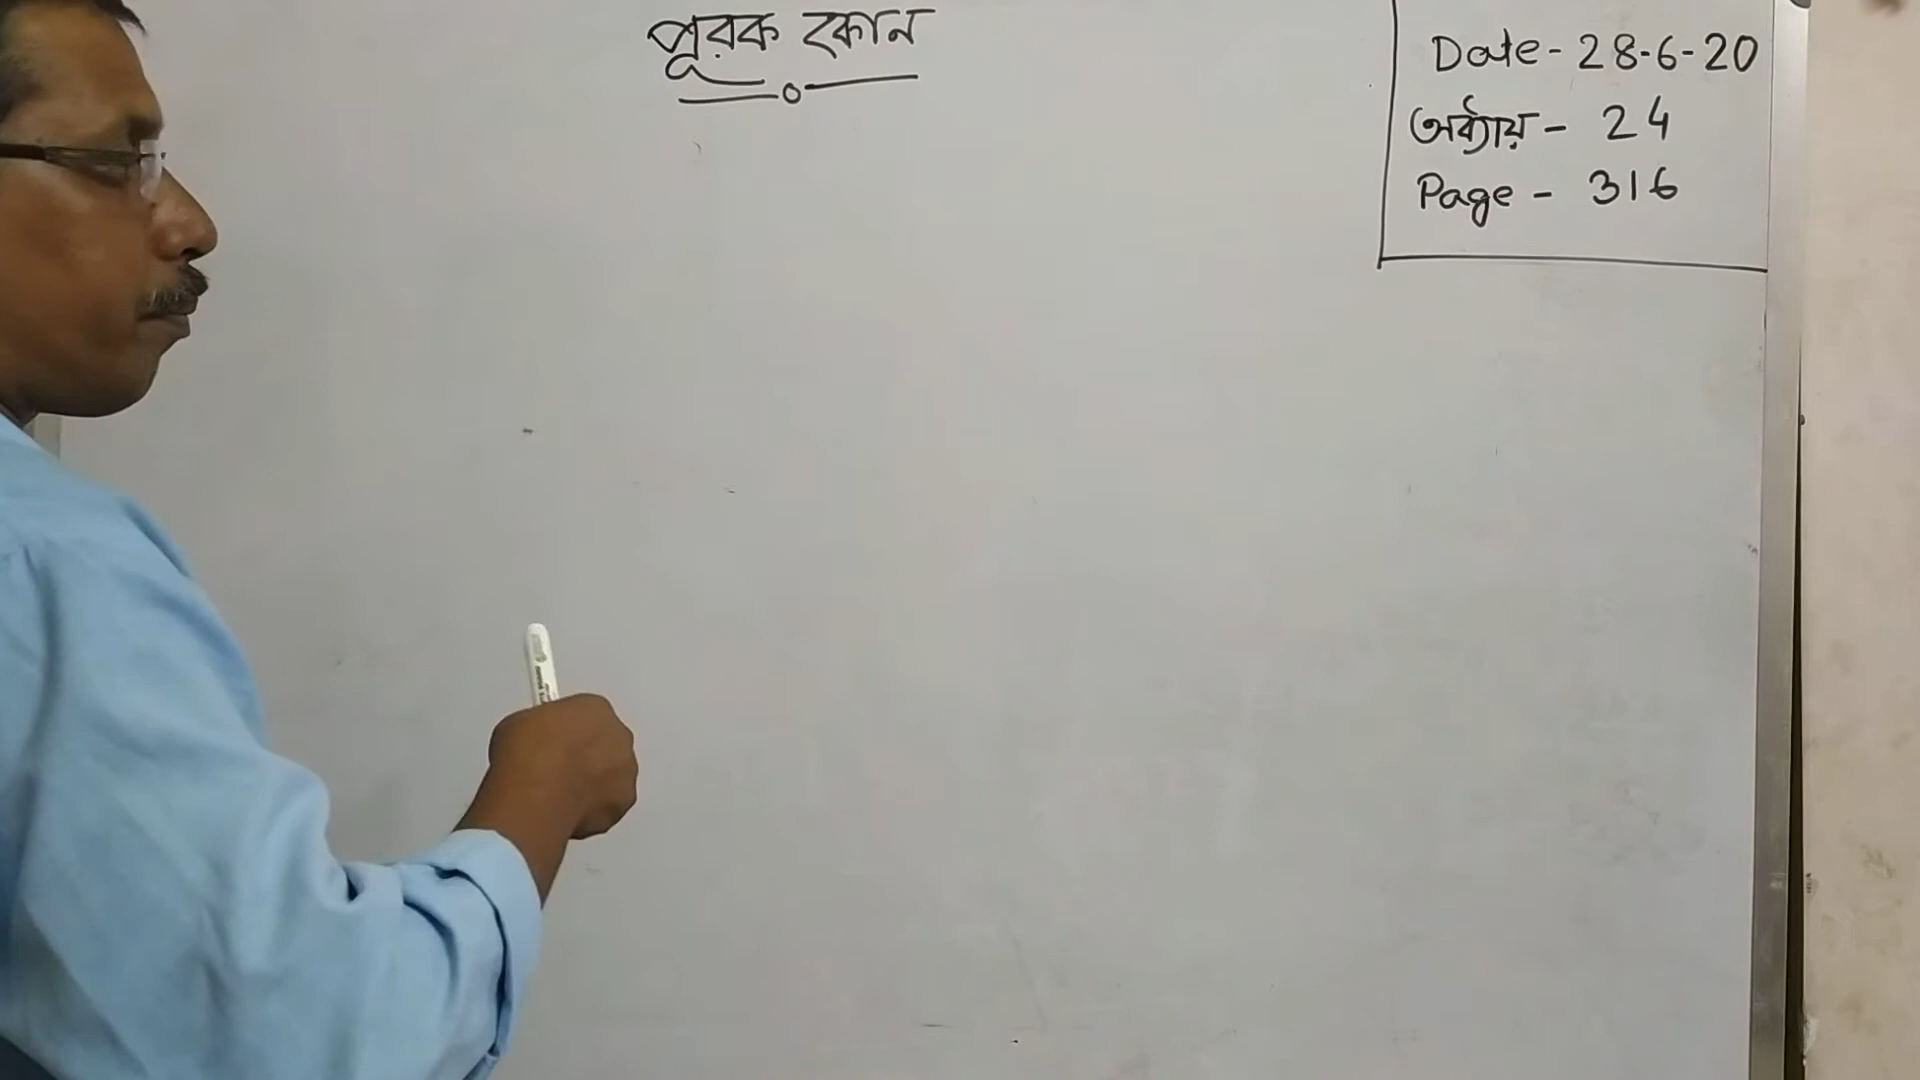 পূরক কোন
Date - 28-6-20
অধ্যায় - 24
Page - 316